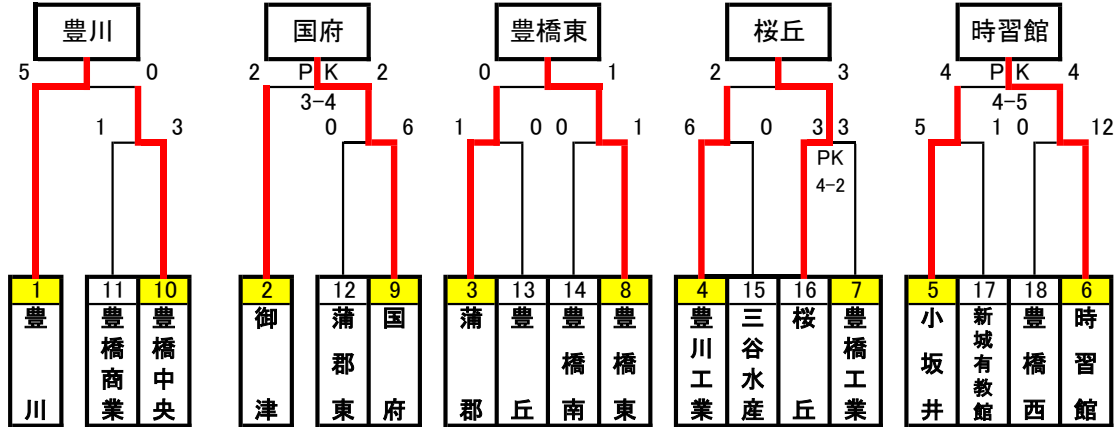 豊川 国府 豊橋東 桜丘 時習館
5 0 2 PK 2 0 1 2 3 4 PK 4
3-4 4-5
1 3 0 6 1 0 0 1 6 0 3 3 5 1 0 12
PK
4-2
1 11 10 2 12 9 3 13 14 8 4 15 16 7 5 17 18 6
豊川 豊橋商業 豊橋中央 御津 蒲郡東 国府 蒲郡 豊丘 豊橋南 豊橋東 豊川工業 三谷水産 桜丘 豊橋工業 小坂井 新城有教館 豊橋西 時習館